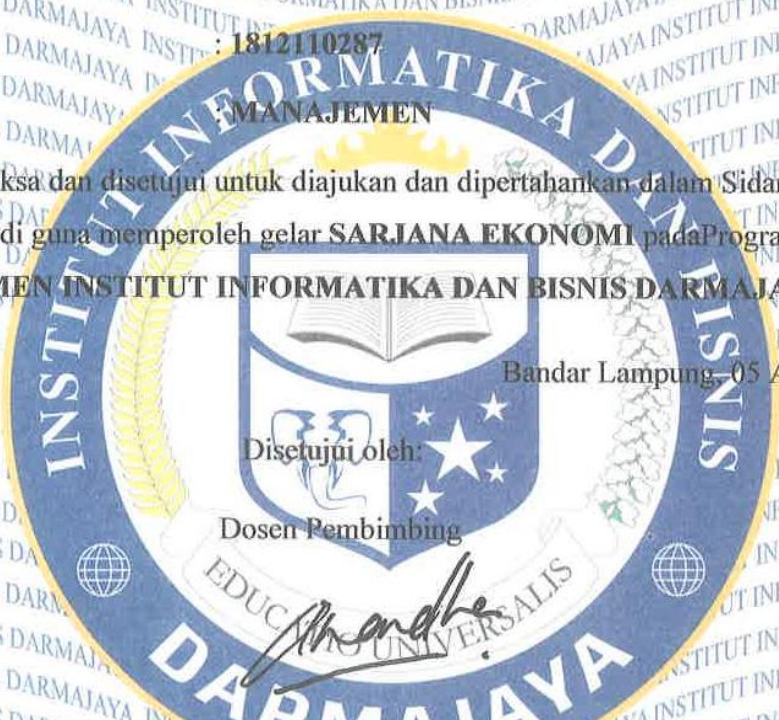 : 1812110287
: MANAJEMEN
ksa dan disetujui untuk diajukan dan dipertahankan dalam Sidan
di guna memperoleh gelar SARJANA EKONOMI padaProgra
MEN INSTITUT INFORMATIKA DAN BISNIS DARMAJA
Bandar Lampung, 05 A
Disetujui oleh:
Dosen Pembimbing
INSTITUT INFORMATIKA DAN BISNIS
EDUCATIO UNIVERSALIS
DARMAJAYA